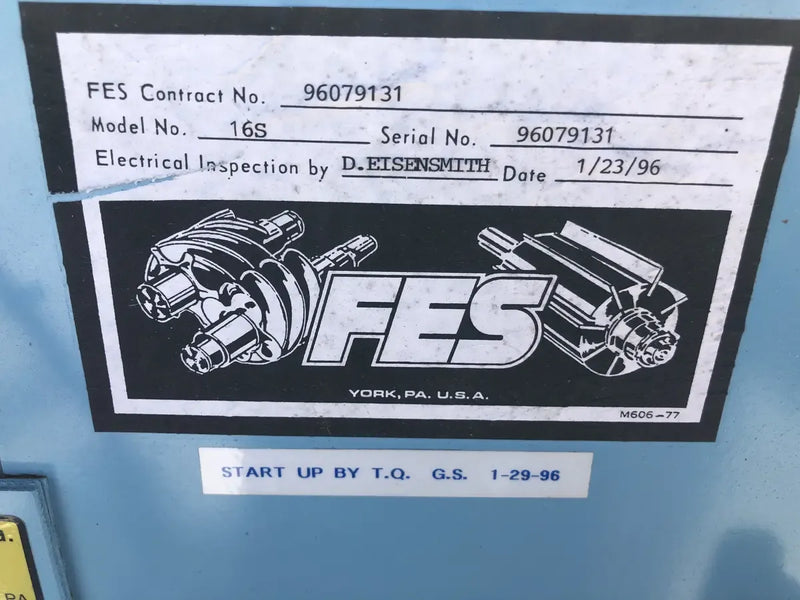 FES Contract No. 96079131
Model No. 16S Serial No. 96079131
Electrical Inspection by D.EISENSMITH Date 1/23/96
FES
YORK, PA. U.S.A.
M606-77
START UP BY T.Q. G.S. 1-29-96
a.
PA